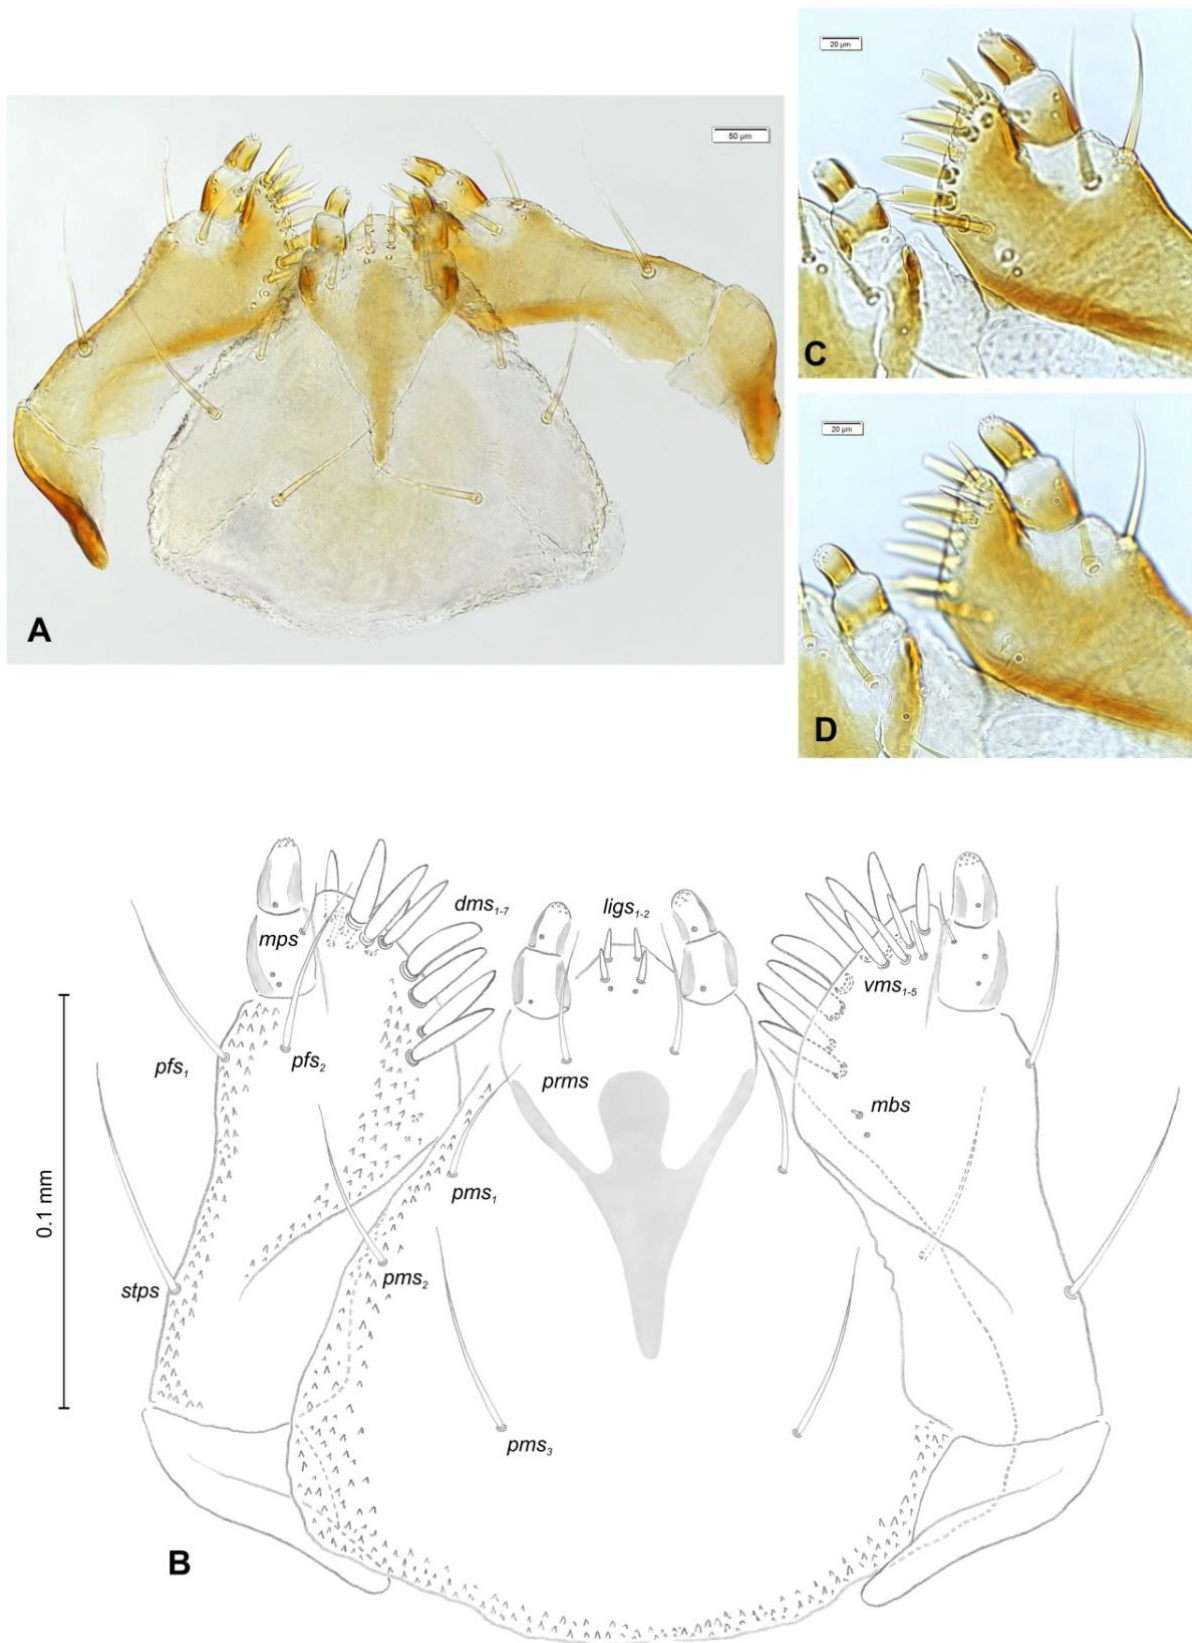 20 µm
50 µm
C
A
20 µm
D
dms₁₋₇
ligs₁₋₂
mps
vms₁₋₅
pfs₁
pfs₂
prms
mbs
pms₁
0.1 mm
stps
pms₂
pms₃
B